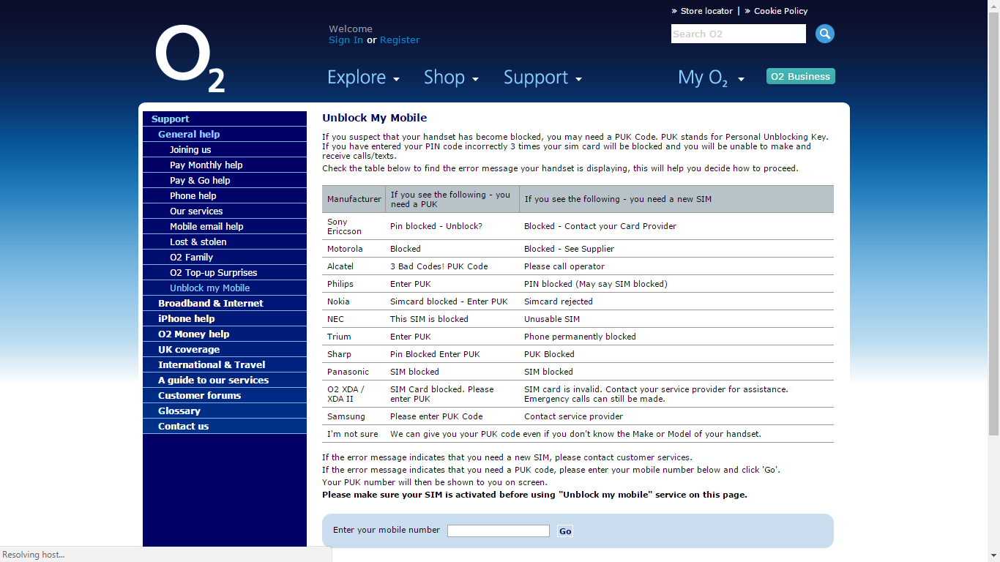 » Store locator | » Cookie Policy
Welcome
Sign In or Register
Search O2
O2
Explore Shop Support My O2 O2 Business
Support
General help
Joining us
Pay Monthly help
Pay & Go help
Phone help
Our services
Mobile email help
Lost & stolen
O2 Family
O2 Top-up Surprises
Unblock my Mobile
Broadband & Internet
iPhone help
O2 Money help
UK coverage
International & Travel
A guide to our services
Customer forums
Glossary
Contact us
Unblock My Mobile
If you suspect that your handset has become blocked, you may need a PUK Code. PUK stands for Personal Unblocking Key.
If you have entered your PIN code incorrectly 3 times your sim card will be blocked and you will be unable to make and
receive calls/texts.
Check the table below to find the error message your handset is displaying, this will help you decide how to proceed.
Manufacturer If you see the following - you need a PUK If you see the following - you need a new SIM
Sony Ericcson Pin blocked - Unblock? Blocked - Contact your Card Provider
Motorola Blocked Blocked - See Supplier
Alcatel 3 Bad Codes! PUK Code Please call operator
Philips Enter PUK PIN blocked (May say SIM blocked)
Nokia Simcard blocked - Enter PUK Simcard rejected
NEC This SIM is blocked Unusable SIM
Trium Enter PUK Phone permanently blocked
Sharp Pin Blocked Enter PUK PUK Blocked
Panasonic SIM blocked SIM blocked
O2 XDA / XDA II SIM Card blocked. Please enter PUK SIM card is invalid. Contact your service provider for assistance. Emergency calls can still be made.
Samsung Please enter PUK Code Contact service provider
I'm not sure We can give you your PUK code even if you don't know the Make or Model of your handset.
If the error message indicates that you need a new SIM, please contact customer services.
If the error message indicates that you need a PUK code, please enter your mobile number below and click 'Go'.
Your PUK number will then be shown to you on screen.
Please make sure your SIM is activated before using "Unblock my mobile" service on this page.
Enter your mobile number Go
Resolving host...